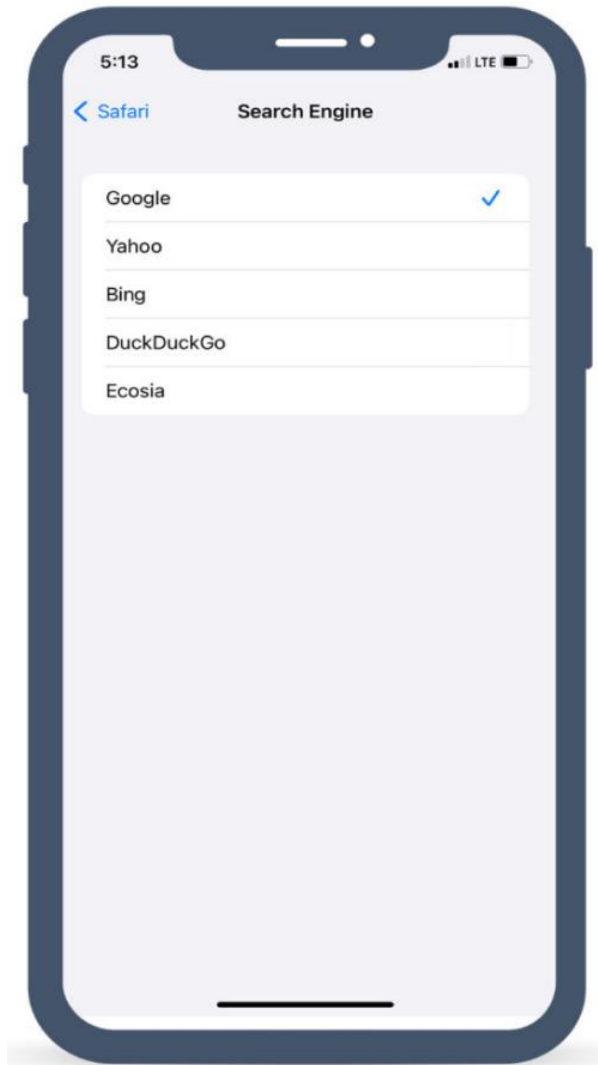 5:13 LTE
Safari Search Engine
Google
Yahoo
Bing
DuckDuckGo
Ecosia